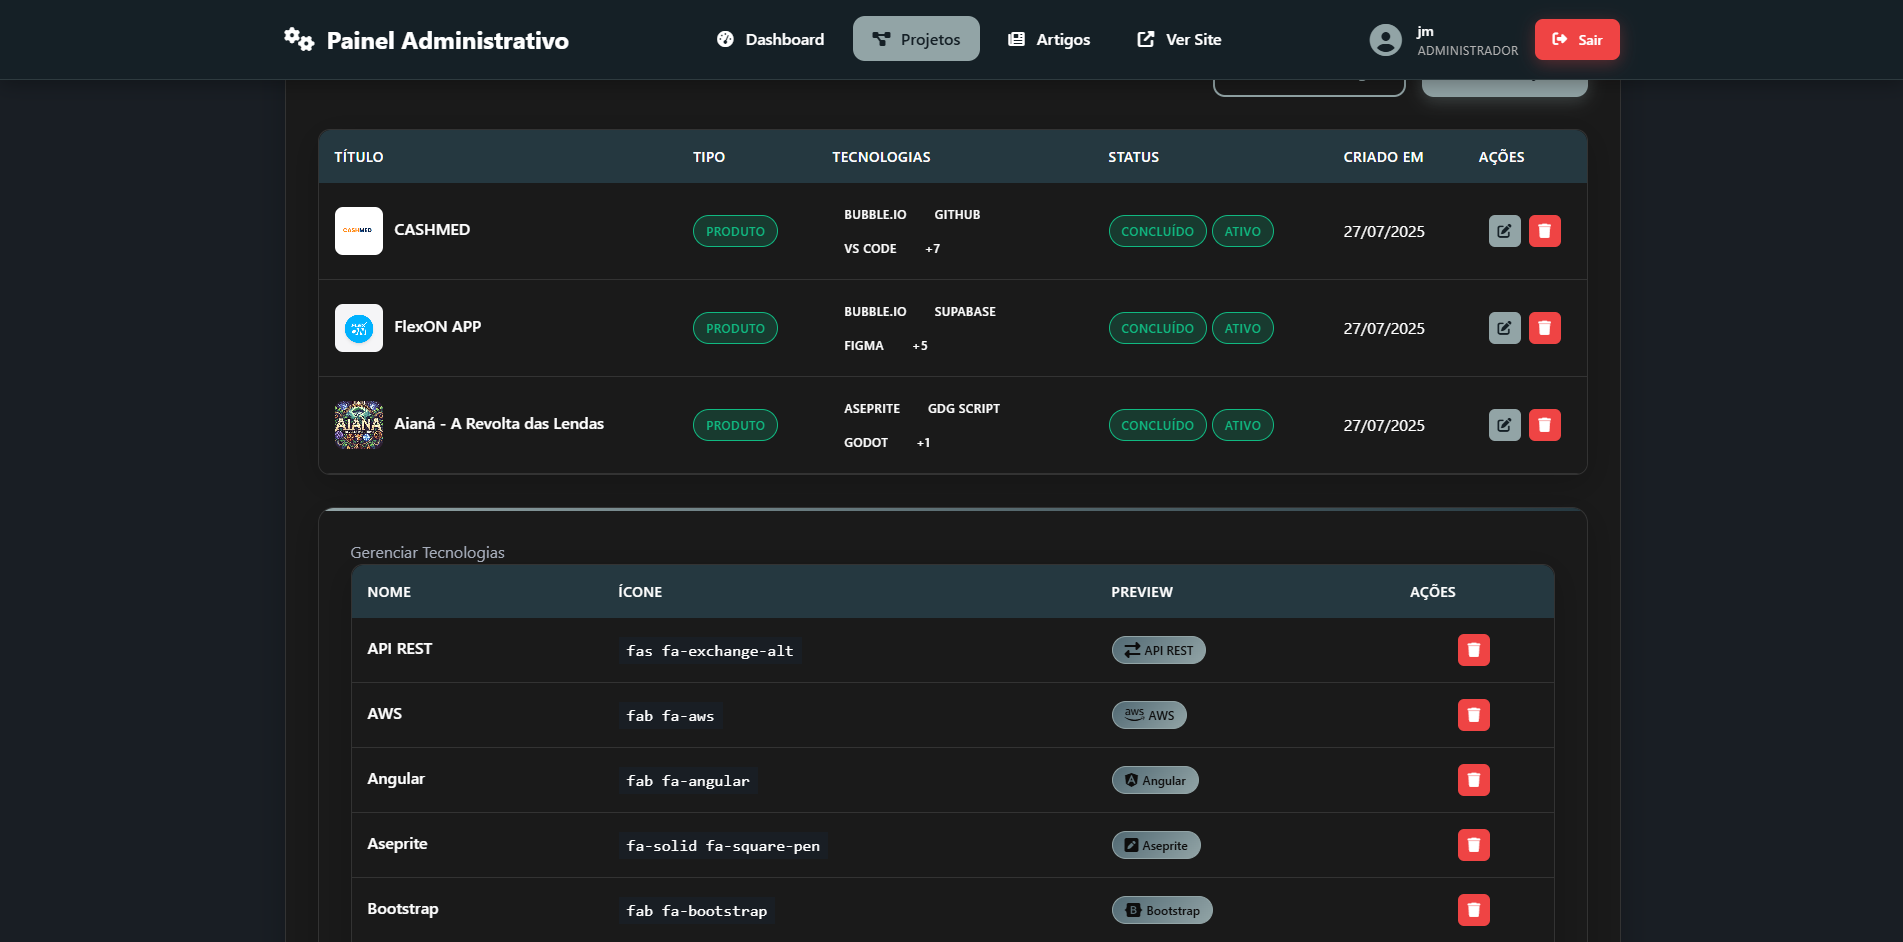 Painel Administrativo
Dashboard
Projetos
Artigos
Ver Site
jm
ADMINISTRADOR
Sair
TÍTULO TIPO TECNOLOGIAS STATUS CRIADO EM AÇÕES
CASHMED
CASHMED
PRODUTO
BUBBLE.IO GITHUB
VS CODE +7
CONCLUÍDO ATIVO
27/07/2025
FLEX ON
FlexON APP
PRODUTO
BUBBLE.IO SUPABASE
FIGMA +5
CONCLUÍDO ATIVO
27/07/2025
AIANÁ
Aianá - A Revolta das Lendas
PRODUTO
ASEPRITE GDG SCRIPT
GODOT +1
CONCLUÍDO ATIVO
27/07/2025
Gerenciar Tecnologias
NOME ÍCONE PREVIEW AÇÕES
API REST fas fa-exchange-alt API REST
AWS fab fa-aws aws AWS
Angular fab fa-angular Angular
Aseprite fa-solid fa-square-pen Aseprite
Bootstrap fab fa-bootstrap B Bootstrap